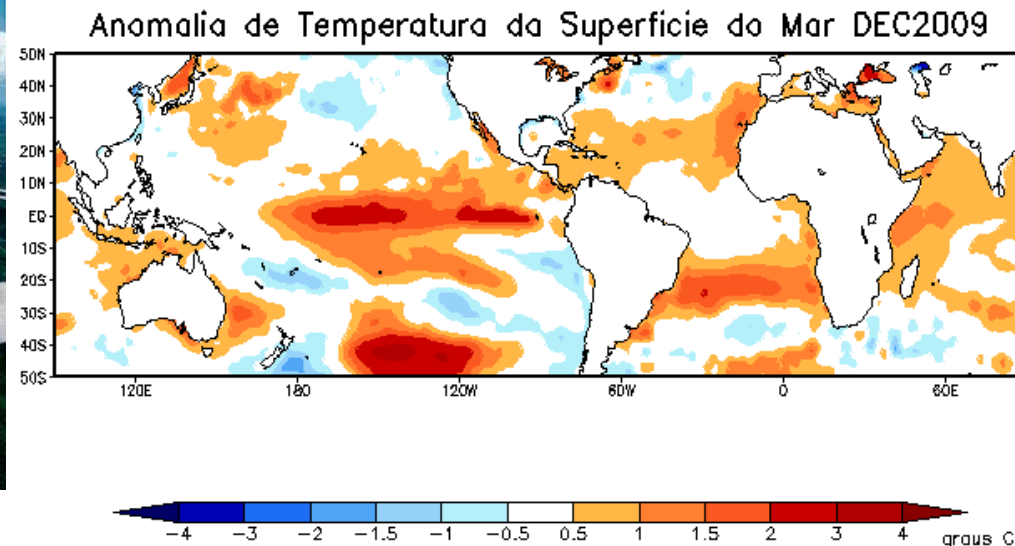 Anomalia de Temperatura da Superficie do Mar DEC2009
50N
40N
30N
20N
10N
EQ
10S
20S
30S
40S
50S
120E 180 120W 60W 0 60E
-4 -3 -2 -1.5 -1 -0.5 0.5 1 1.5 2 3 4 graus C